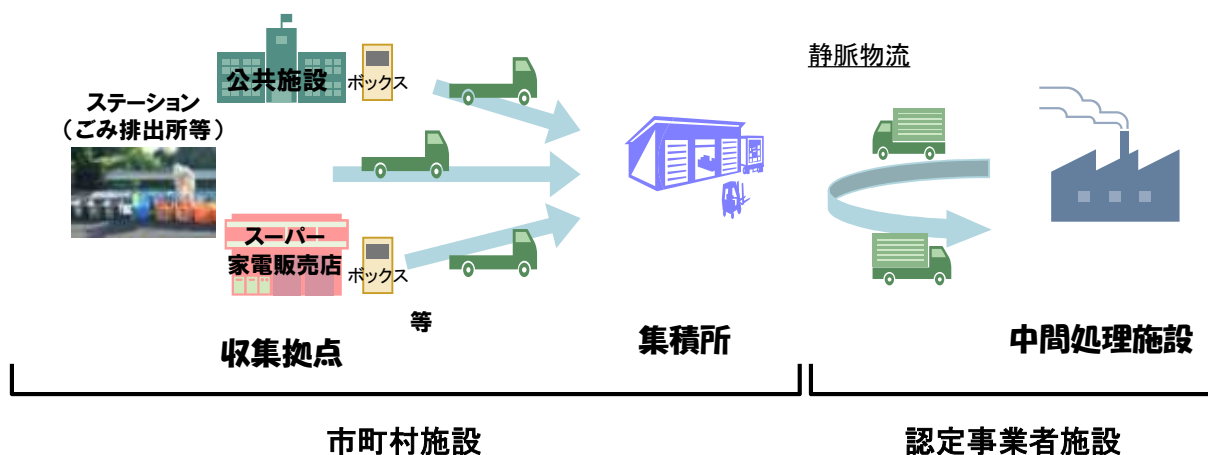 静脈物流
公共施設
ボックス
ステーション
（ごみ排出所等）
スーパー
家電販売店
ボックス
等
収集拠点
集積所
中間処理施設
市町村施設
認定事業者施設